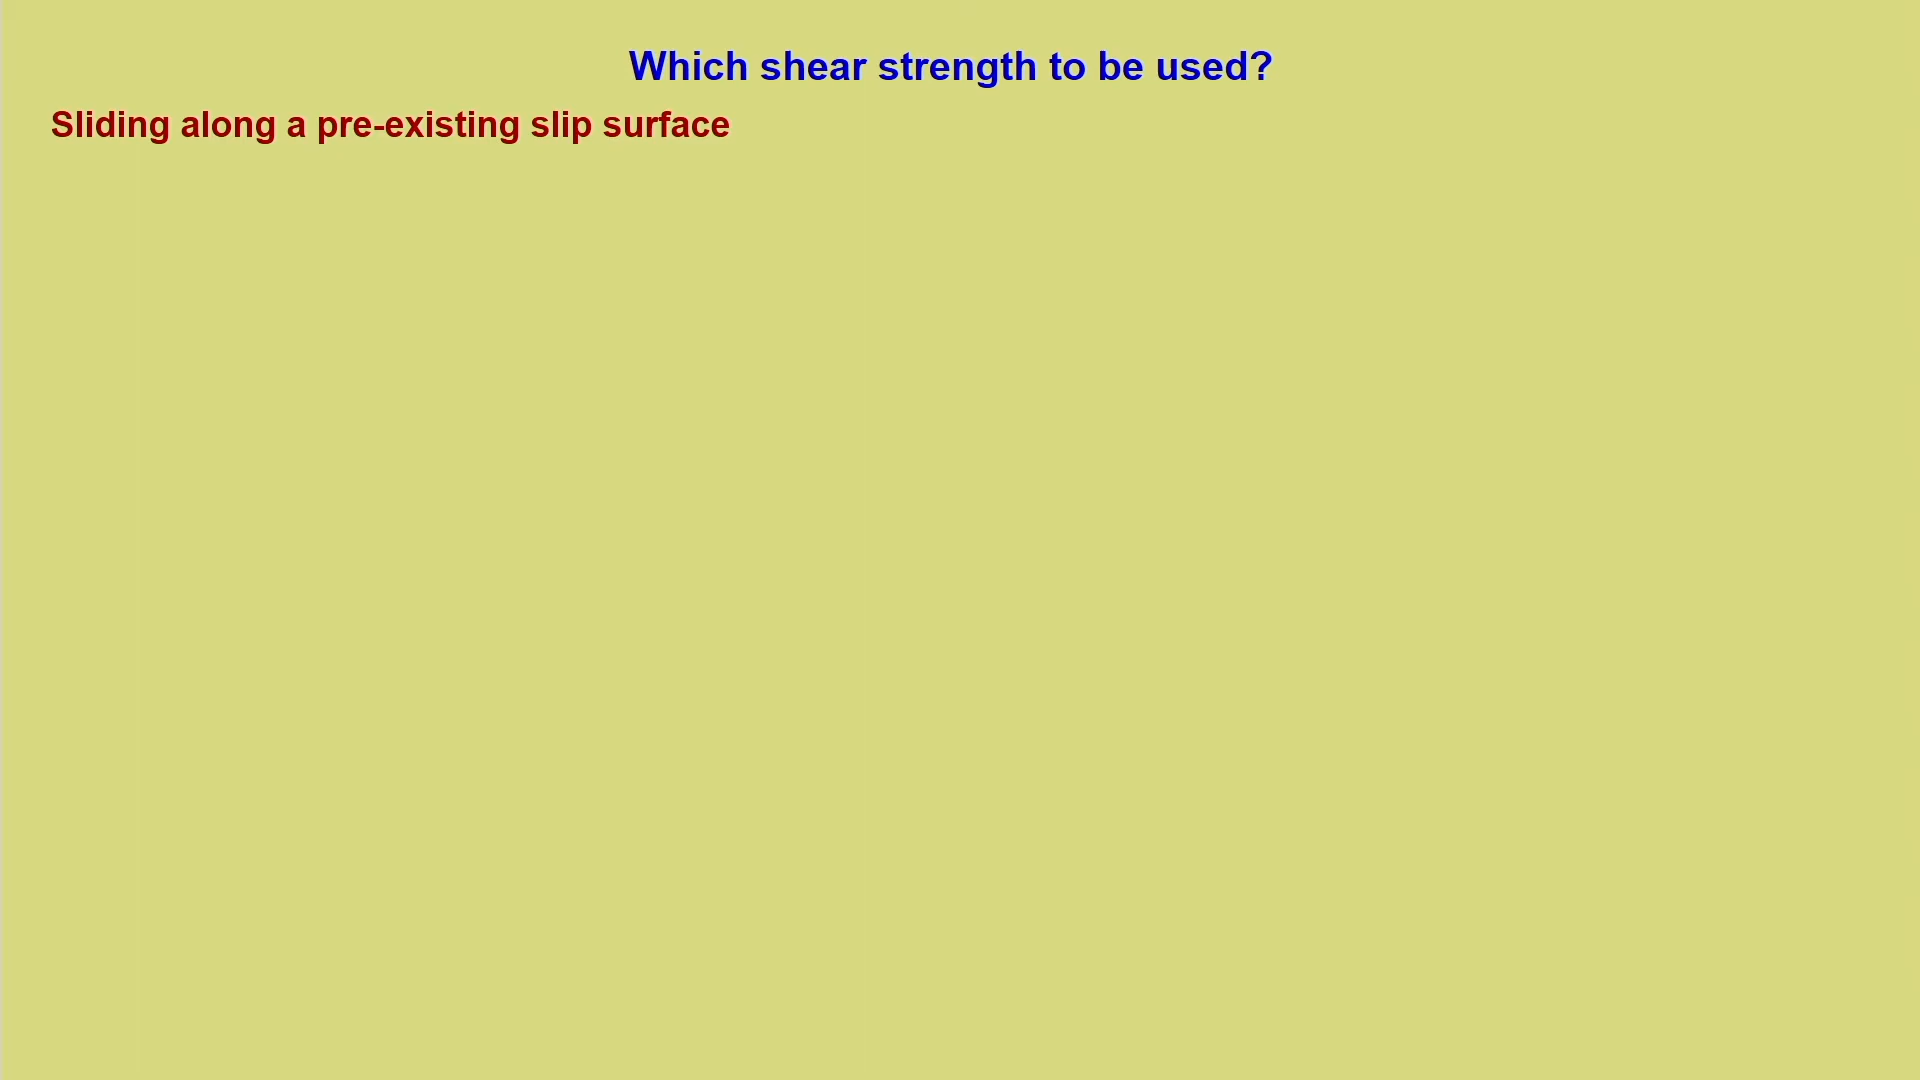 Which shear strength to be used?
Sliding along a pre-existing slip surface